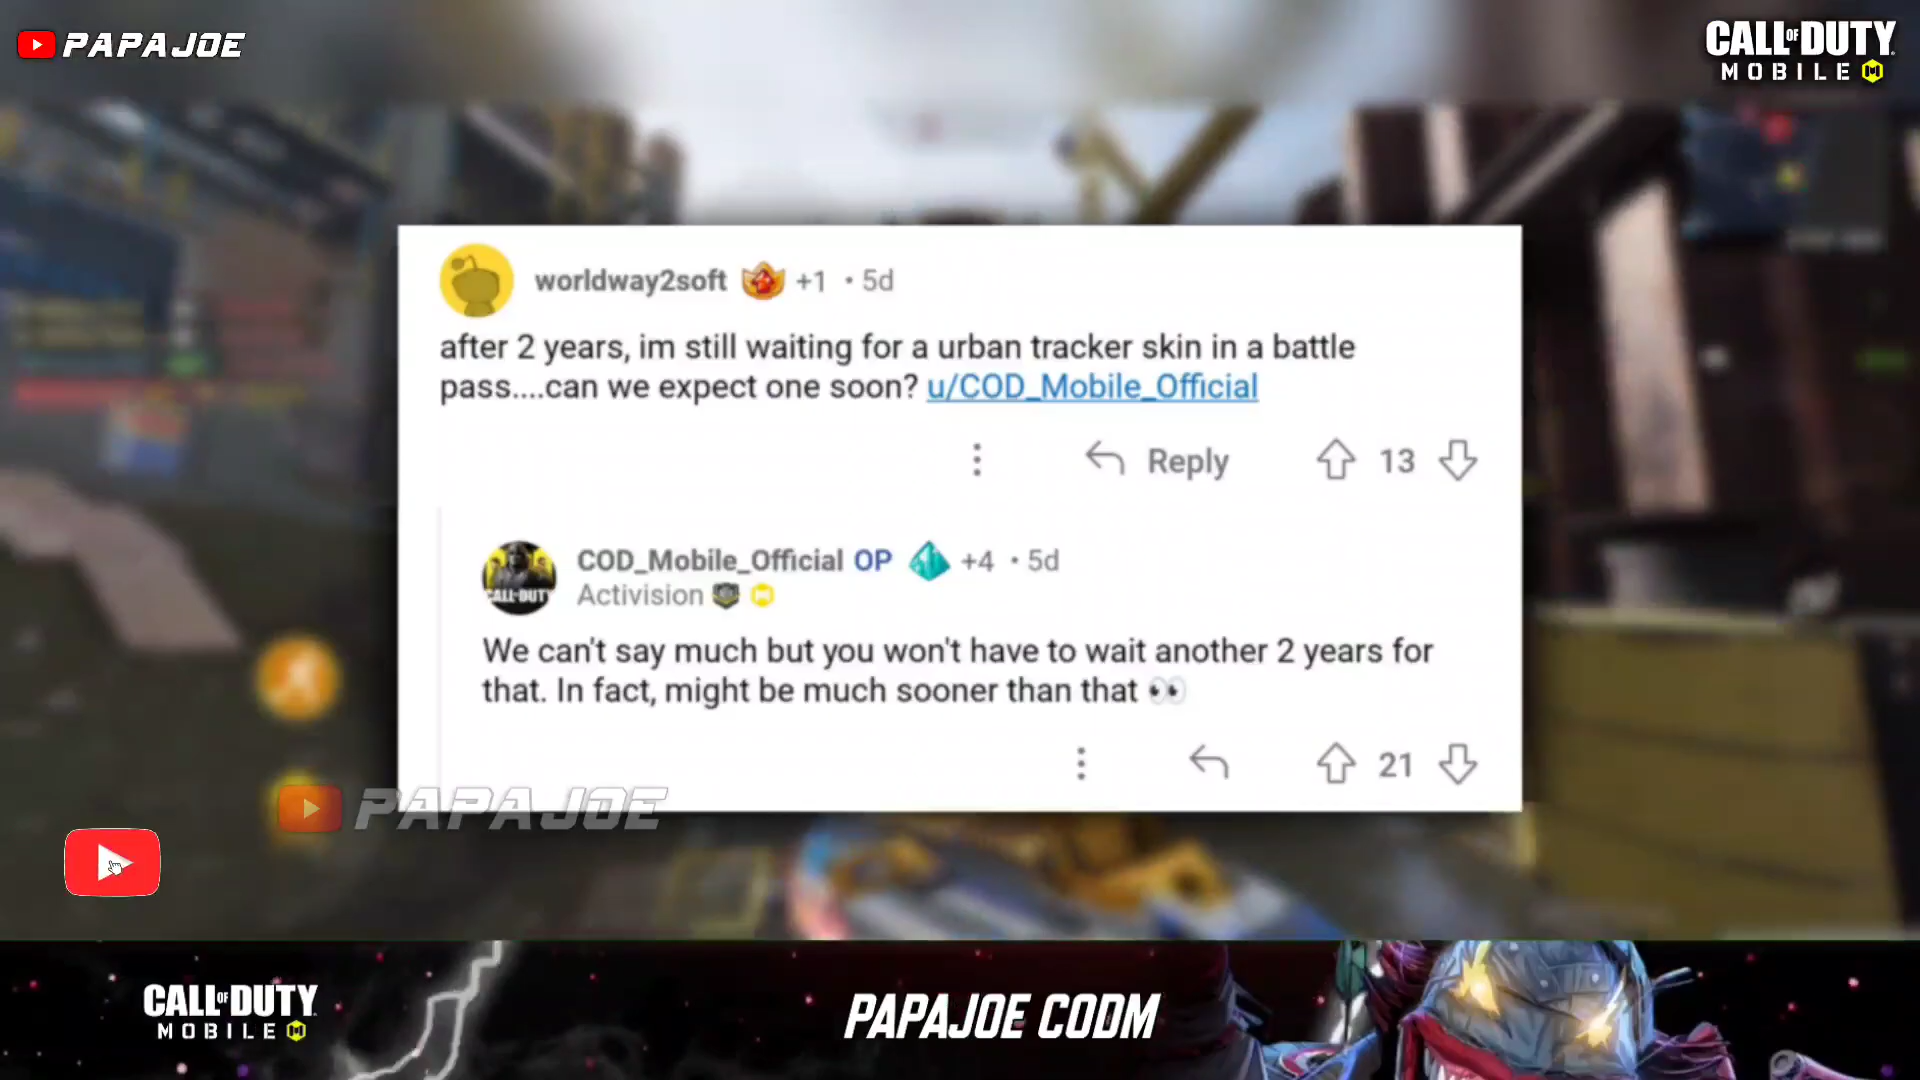 PAPAJOE
CALL OF DUTY
MOBILE
worldway2soft +1 • 5d
after 2 years, im still waiting for a urban tracker skin in a battle
pass....can we expect one soon? u/COD_Mobile_Official
Reply 13
COD_Mobile_Official OP +4 • 5d
Activision
CALL·DUTY
We can't say much but you won't have to wait another 2 years for
that. In fact, might be much sooner than that 👀
21
PAPAJOE
CALL OF DUTY
MOBILE
PAPAJOE CODM